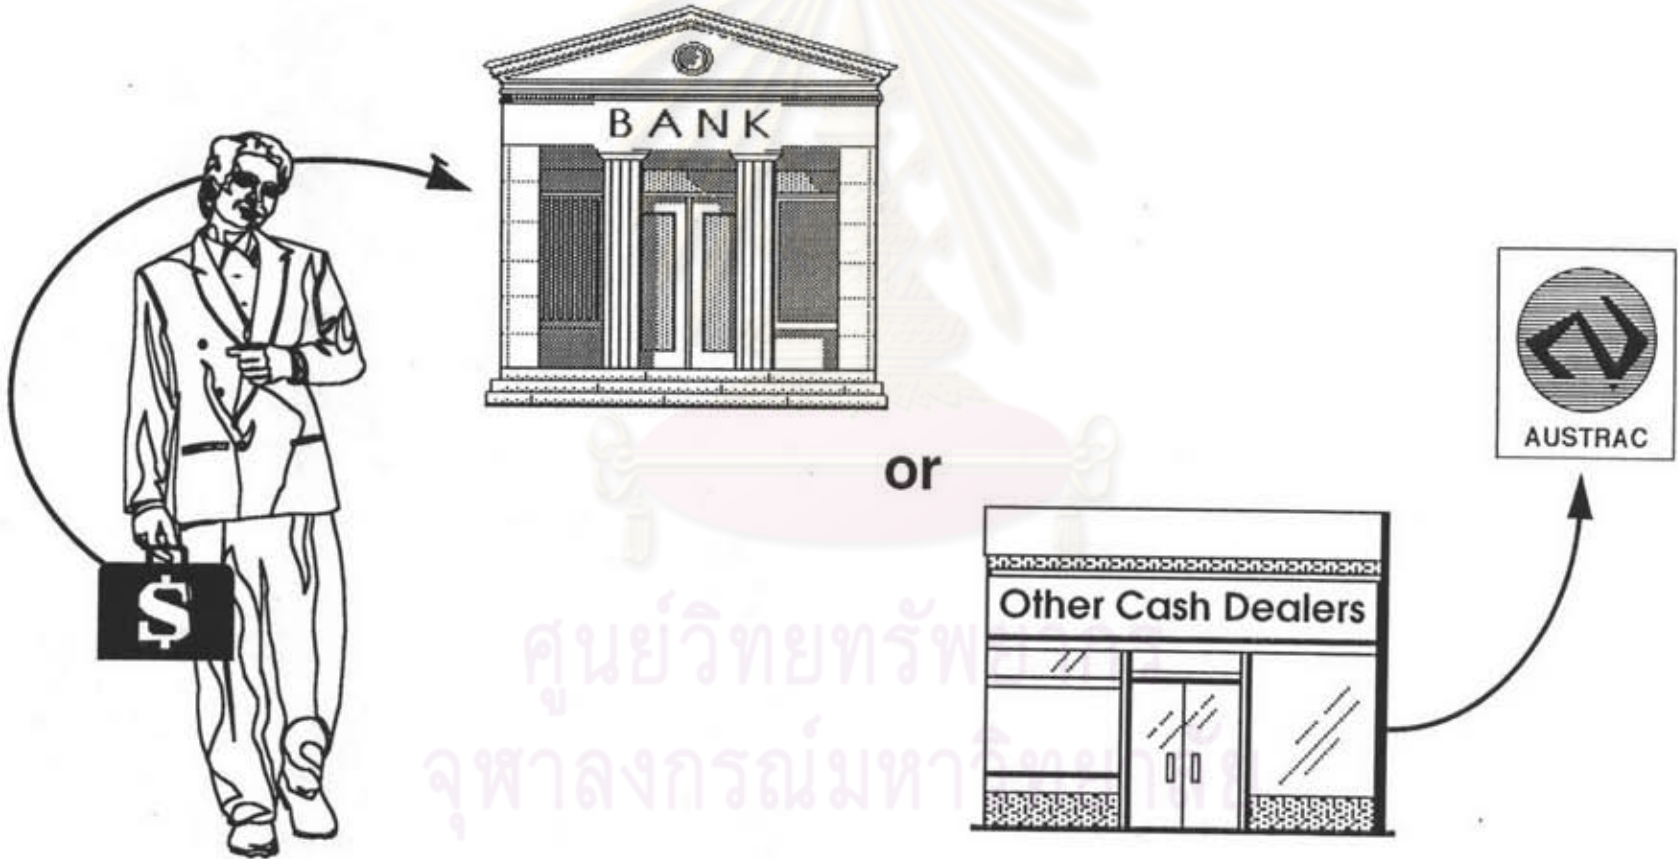 BANK
AUSTRAC
or
$
Other Cash Dealers
ศูนย์วิทยทรัพยากร
จุฬาลงกรณ์มหาวิทยาลัย